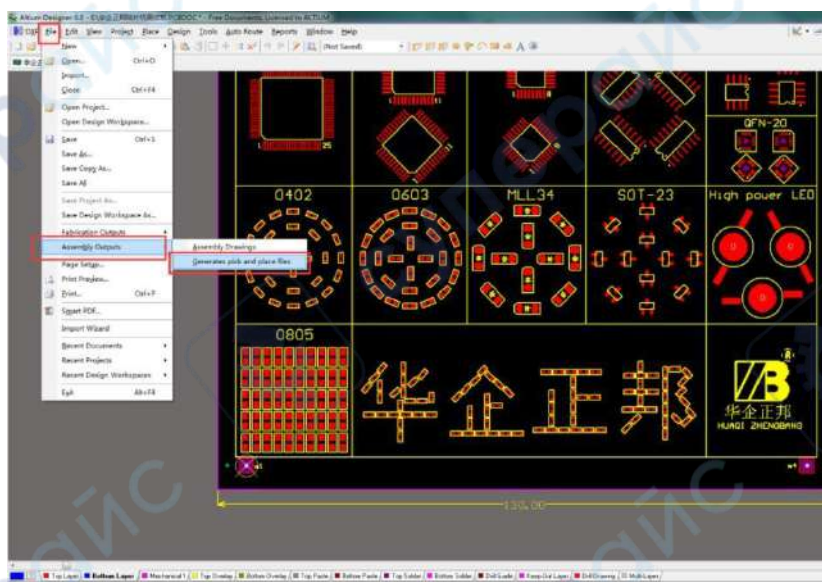 File Edit View Project Place Design Tools Auto Route Reports Window Help
(Not Saved)
New
Open... Ctrl+O
Import...
Close Ctrl+F4
Open Project...
Open Design Workspace...
Save Ctrl+S
Save As...
Save Copy As...
Save All
Save Project As...
Save Design Workspace As...
Fabrication Outputs
Assembly Outputs
Assembly Drawings
Generates pick and place files
Page Setup...
Print Preview...
Print... Ctrl+P
Smart PDF...
Import Wizard
Recent Documents
Recent Projects
Recent Design Workspaces
Exit Alt+F4
1 25
QFN-20
0402 0603 MLL34 SOT-23 High power LED
0805
华企正邦
华企正邦
HUAQI ZHENGBANG
130.00
Top Layer Bottom Layer Mechanical 1 Top Overlay Bottom Overlay Top Paste Bottom Paste Top Solder Bottom Solder Drill Guide Keep-Out Layer Drill Drawing Multi-Layer